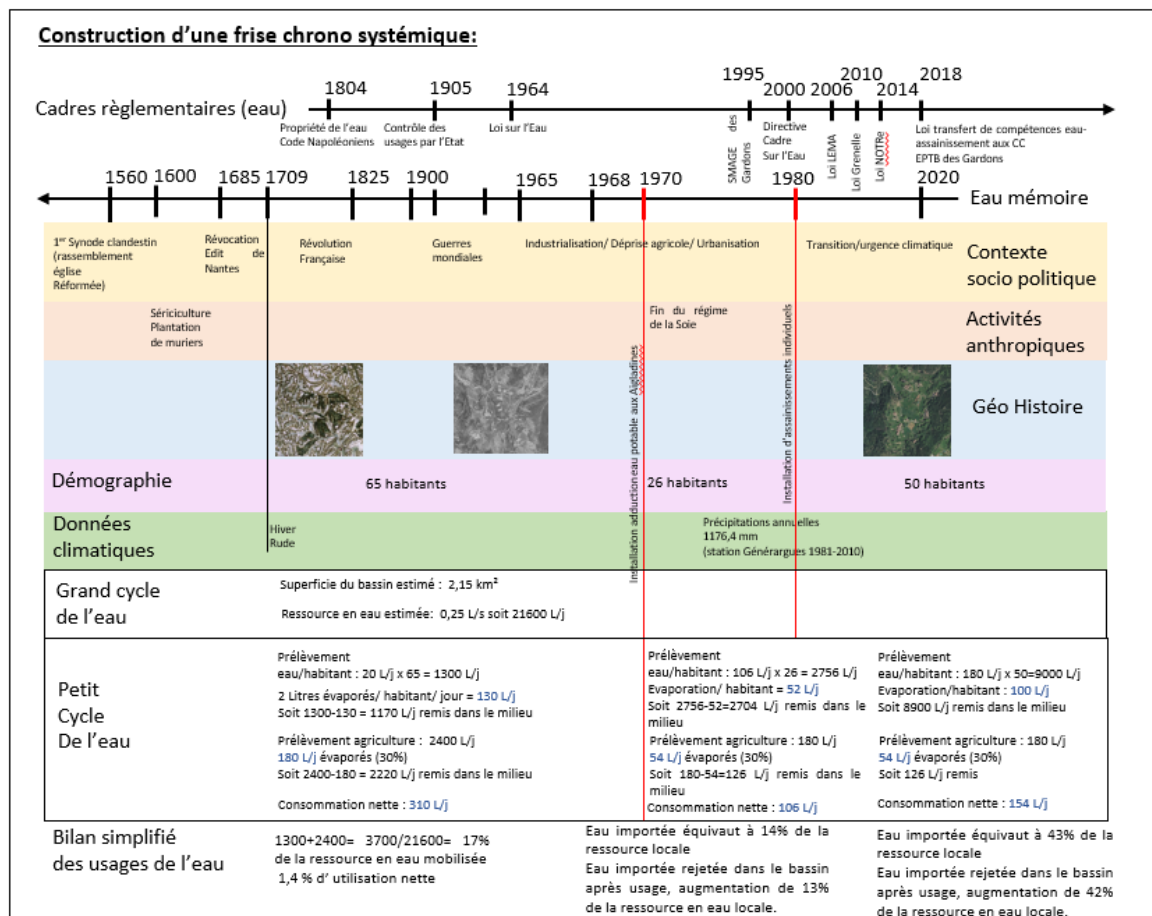 Construction d'une frise chrono systémique:
1995
2010
1804
1905
1964
2000
2006
2014
2018
Cadres règlementaires (eau)
Propriété de l'eau
Code Napoléoniens
Contrôle des
usages par l'Etat
Loi sur l'Eau
SMAGE des
Gardons
Directive
Cadre
Sur l'Eau
Loi LEMA
Loi Grenelle
Loi NOTRe
Loi transfert de compétences eau-
assainissement aux CC
EPTB des Gardons
1560
1600
1685
1709
1825
1900
1965
1968
1970
1980
2020
Eau mémoire
1er Synode clandestin
(rassemblement
église
Réformée)
Révocation
Edit de
Nantes
Révolution
Française
Guerres
mondiales
Industrialisation/ Déprise agricole/ Urbanisation
Transition/urgence climatique
Contexte
socio politique
Sériciculture
Plantation
de muriers
Fin du régime
de la Soie
Activités
anthropiques
Installation adduction eau potable aux Aigladines
Installation d'assainissements individuels
Géo Histoire
Démographie
65 habitants
26 habitants
50 habitants
Données
climatiques
Hiver
Rude
Précipitations annuelles
1176,4 mm
(station Générargues 1981-2010)
Grand cycle
de l'eau
Superficie du bassin estimé : 2,15 km²
Ressource en eau estimée: 0,25 L/s soit 21600 L/j
Petit
Cycle
De l'eau
Prélèvement
eau/habitant : 20 L/j x 65 = 1300 L/j
2 Litres évaporés/ habitant/ jour = 130 L/j
Soit 1300-130 = 1170 L/j remis dans le milieu
Prélèvement agriculture : 2400 L/j
180 L/j évaporés (30%)
Soit 2400-180 = 2220 L/j remis dans le milieu
Consommation nette : 310 L/j
Prélèvement
eau/habitant : 106 L/j x 26 = 2756 L/j
Evaporation/ habitant = 52 L/j
Soit 2756-52=2704 L/j remis dans le
milieu
Prélèvement agriculture : 180 L/j
54 L/j évaporés (30%)
Soit 180-54=126 L/j remis dans le
milieu
Consommation nette : 106 L/j
Prélèvement
eau/habitant : 180 L/j x 50=9000 L/j
Evaporation/habitant : 100 L/j
Soit 8900 L/j remis dans le milieu
Prélèvement agriculture : 180 L/j
54 L/j évaporés (30%)
Soit 126 L/j remis
Consommation nette : 154 L/j
Bilan simplifié
des usages de l'eau
1300+2400= 3700/21600= 17%
de la ressource en eau mobilisée
1,4 % d' utilisation nette
Eau importée équivaut à 14% de la
ressource locale
Eau importée rejetée dans le bassin
après usage, augmentation de 13%
de la ressource en eau locale.
Eau importée équivaut à 43% de la
ressource locale
Eau importée rejetée dans le bassin
après usage, augmentation de 42%
de la ressource en eau locale.